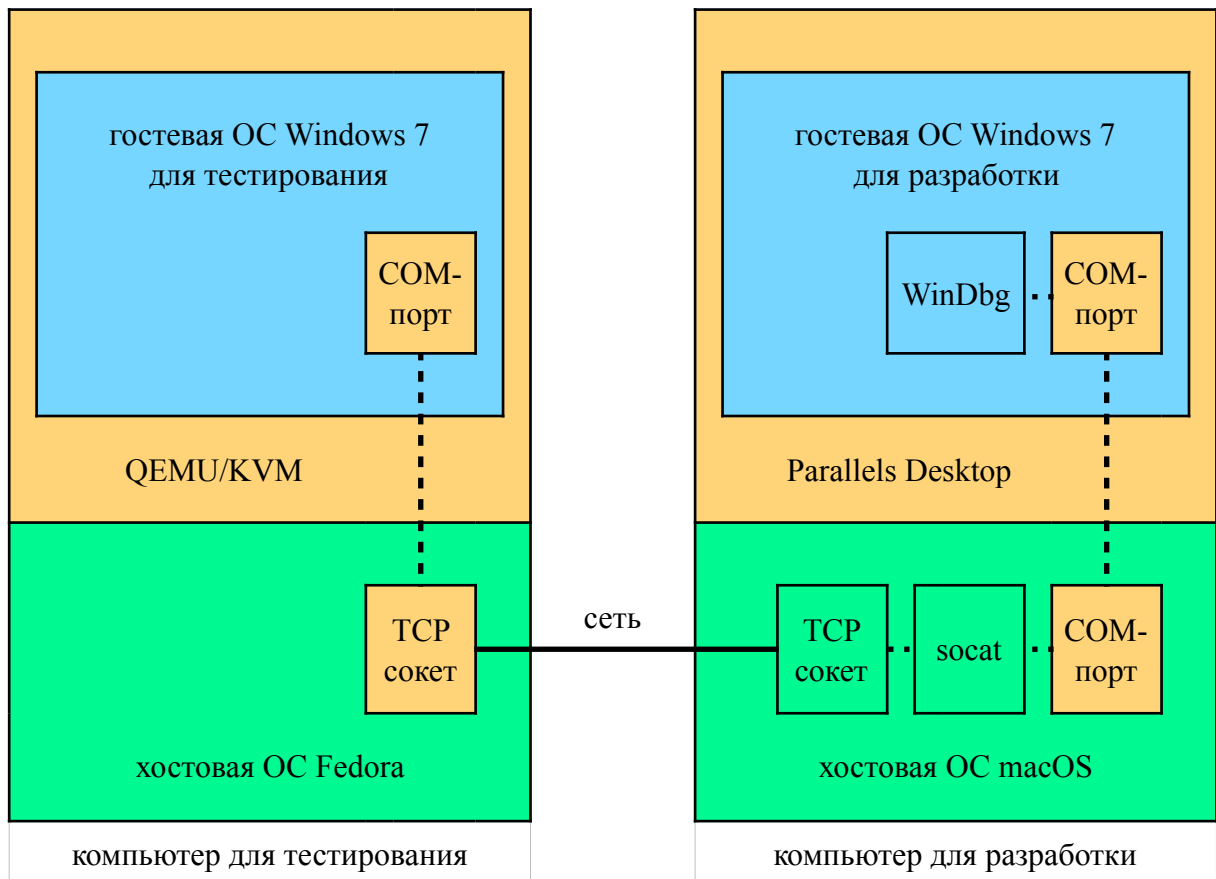 гостевая ОС Windows 7
для тестирования
COM-
порт
QEMU/KVM
TCP
сокет
хостовая ОС Fedora
компьютер для тестирования
сеть
гостевая ОС Windows 7
для разработки
WinDbg
COM-
порт
Parallels Desktop
TCP
сокет
socat
COM-
порт
хостовая ОС macOS
компьютер для разработки